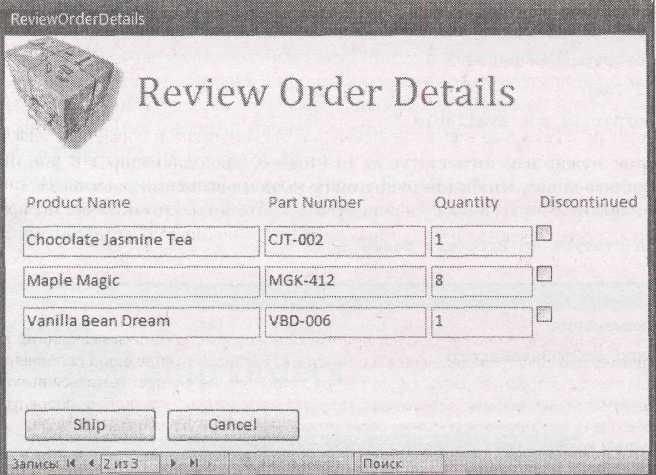 ReviewOrderDetails
Review Order Details
Product Name Part Number Quantity Discontinued
Chocolate Jasmine Tea CJT-002 1
Maple Magic MGK-412 8
Vanilla Bean Dream VBD-006 1
Ship Cancel
Записи: 2 из 3 Поиск